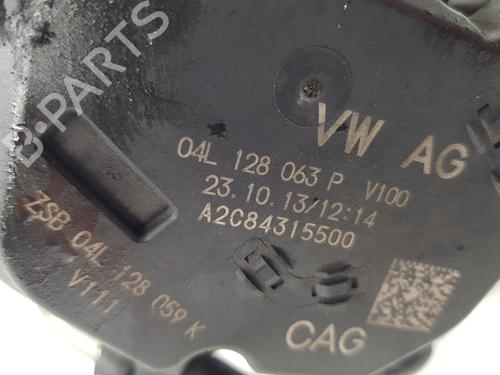 B-PARTS
VW AG
04L 128 063 P V100
23.10.13/12:14
A2C84315500
ZSB 04L 128 059 K
V111
CAG